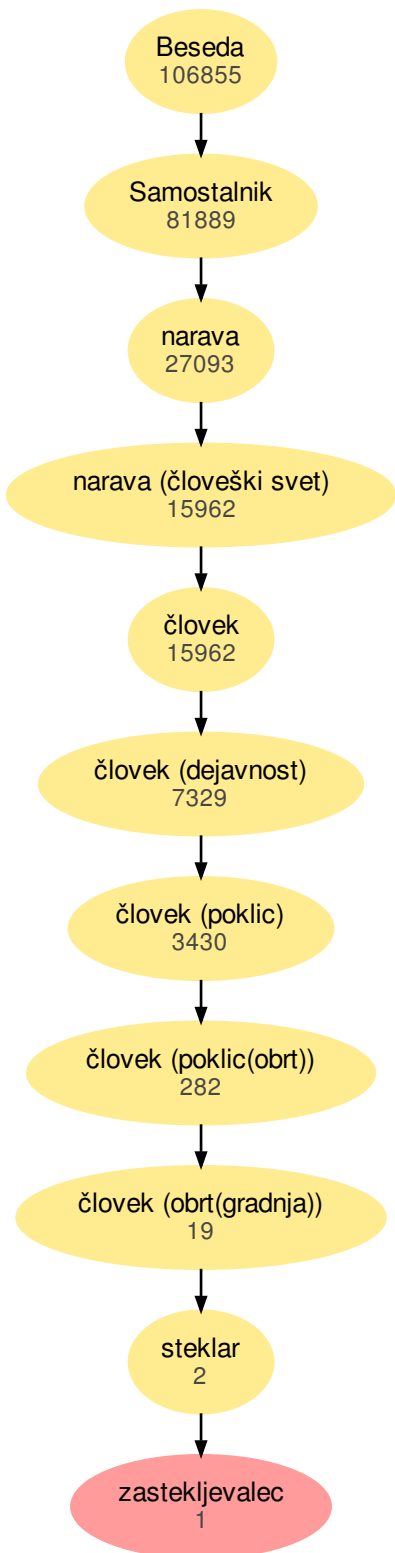 Beseda
106855
Samostalnik
81889
narava
27093
narava (človeški svet)
15962
človek
15962
človek (dejavnost)
7329
človek (poklic)
3430
človek (poklic(obrt))
282
človek (obrt(gradnja))
19
steklar
2
zastekljevalec
1